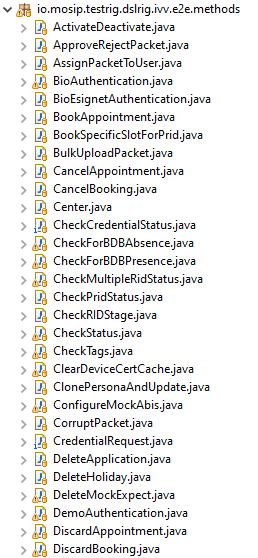 io.mosip.testrig.dslrig.ivv.e2e.methods
ActivateDeactivate.java
ApproveRejectPacket.java
AssignPacketToUser.java
BioAuthentication.java
BioEsignetAuthentication.java
BookAppointment.java
BookSpecificSlotForPrid.java
BulkUploadPacket.java
CancelAppointment.java
CancelBooking.java
Center.java
CheckCredentialStatus.java
CheckForBDBAbsence.java
CheckForBDBPresence.java
CheckMultipleRidStatus.java
CheckPridStatus.java
CheckRIDStage.java
CheckStatus.java
CheckTags.java
ClearDeviceCertCache.java
ClonePersonaAndUpdate.java
ConfigureMockAbis.java
CorruptPacket.java
CredentialRequest.java
DeleteApplication.java
DeleteHoliday.java
DeleteMockExpect.java
DemoAuthentication.java
DiscardAppointment.java
DiscardBooking.java